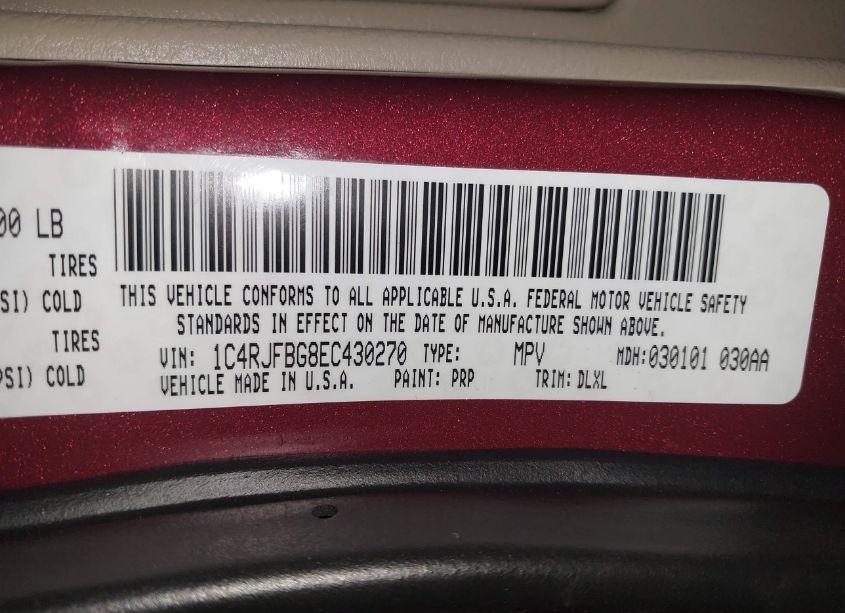 00 LB
TIRES
SI) COLD
TIRES
PSI) COLD
THIS VEHICLE CONFORMS TO ALL APPLICABLE U.S.A. FEDERAL MOTOR VEHICLE SAFETY
STANDARDS IN EFFECT ON THE DATE OF MANUFACTURE SHOWN ABOVE.
VIN: 1C4RJFBG8EC430270 TYPE: MPV MDH:030101 030AA
VEHICLE MADE IN U.S.A. PAINT: PRP TRIM: DLXL